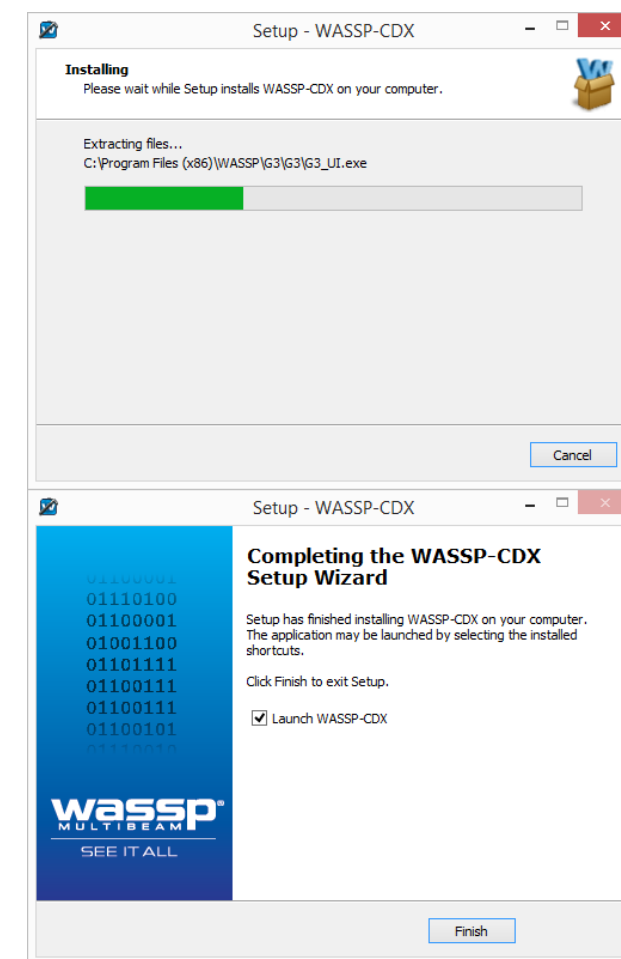 Setup - WASSP-CDX
Installing
Please wait while Setup installs WASSP-CDX on your computer.
Extracting files...
C:\Program Files (x86)\WASSP\G3\G3\G3_UI.exe
Cancel
Setup - WASSP-CDX
Completing the WASSP-CDX
Setup Wizard
Setup has finished installing WASSP-CDX on your computer.
The application may be launched by selecting the installed
shortcuts.
Click Finish to exit Setup.
Launch WASSP-CDX
01100001
01110100
01100001
01001100
01101111
01100111
01100111
01100101
01110010
wassp®
MULTIBEAM
SEE IT ALL
Finish